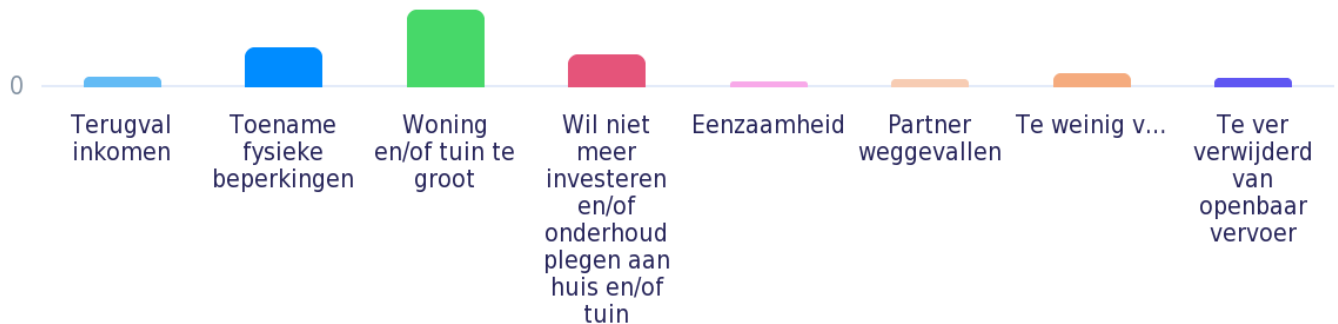 0
Terugval
inkomen
Toename
fysieke
beperkingen
Woning
en/of tuin te
groot
Wil niet
meer
investeren
en/of
onderhoud
plegen aan
huis en/of
tuin
Eenzaamheid
Partner
weggevallen
Te weinig v...
Te ver
verwijderd
van
openbaar
vervoer